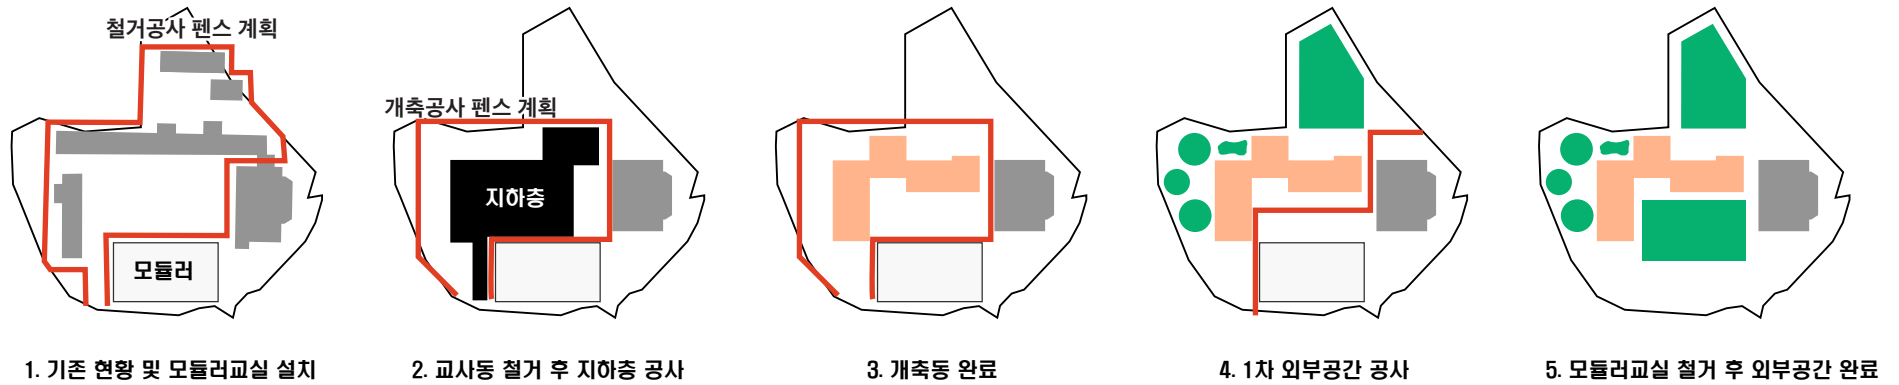 철거공사 펜스 계획
모듈러
1. 기존 현황 및 모듈러교실 설치
개축공사 펜스 계획
지하층
2. 교사동 철거 후 지하층 공사
3. 개축동 완료
4. 1차 외부공간 공사
5. 모듈러교실 철거 후 외부공간 완료